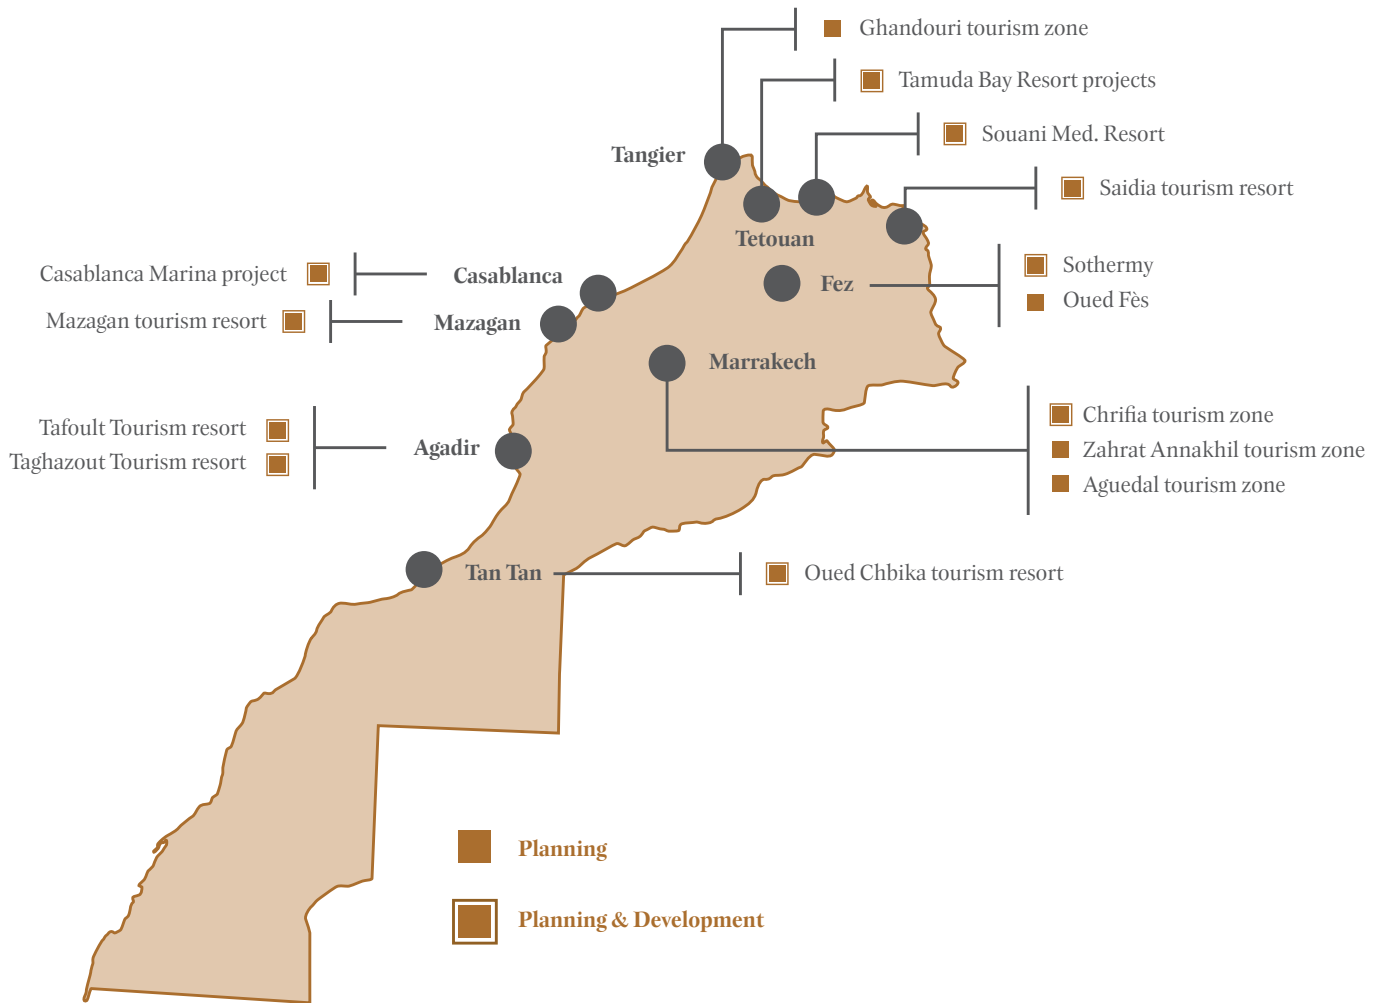 Ghandouri tourism zone
Tamuda Bay Resort projects
Souani Med. Resort
Tangier
Saidia tourism resort
Tetouan
Sothermy
Casablanca Marina project
Casablanca
Fez
Oued Fès
Mazagan tourism resort
Mazagan
Marrakech
Chrifia tourism zone
Tafoult Tourism resort
Agadir
Zahrat Annakhil tourism zone
Taghazout Tourism resort
Aguedal tourism zone
Tan Tan
Oued Chbika tourism resort
Planning
Planning & Development